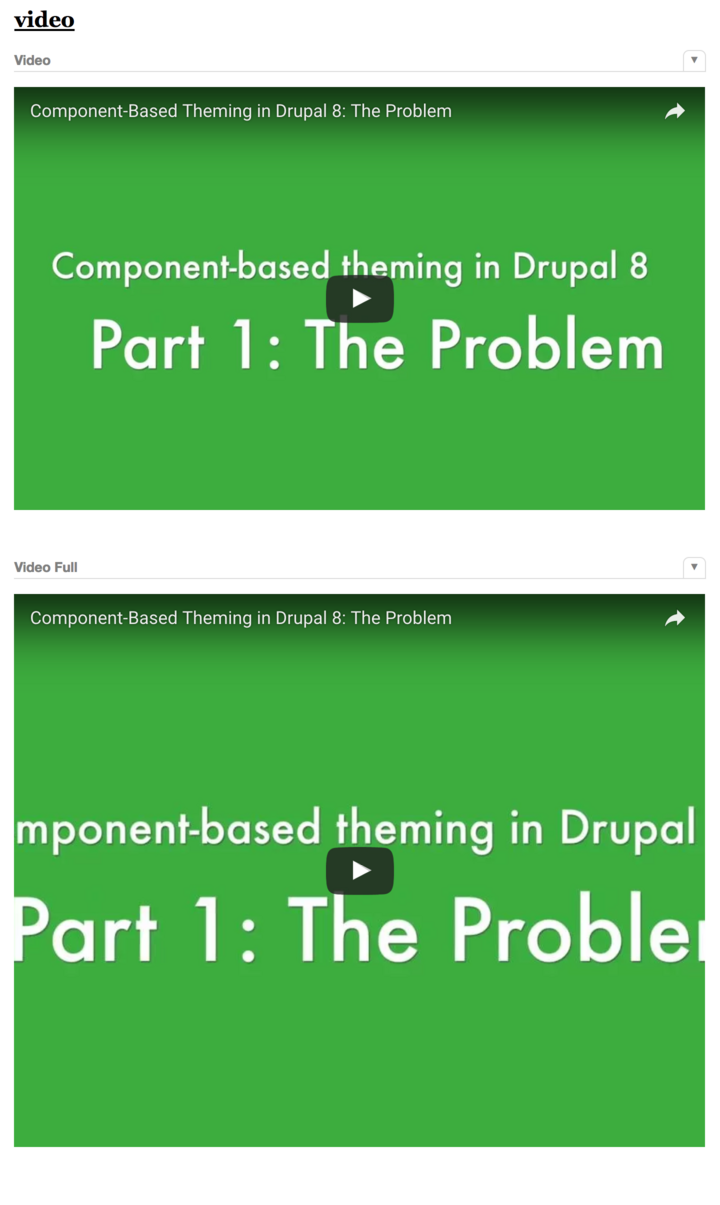 video
Video
Component-Based Theming in Drupal 8: The Problem
Component-based theming in Drupal 8
Part 1: The Problem
Video Full
Component-Based Theming in Drupal 8: The Problem
mponent-based theming in Drupal
Part 1: The Proble